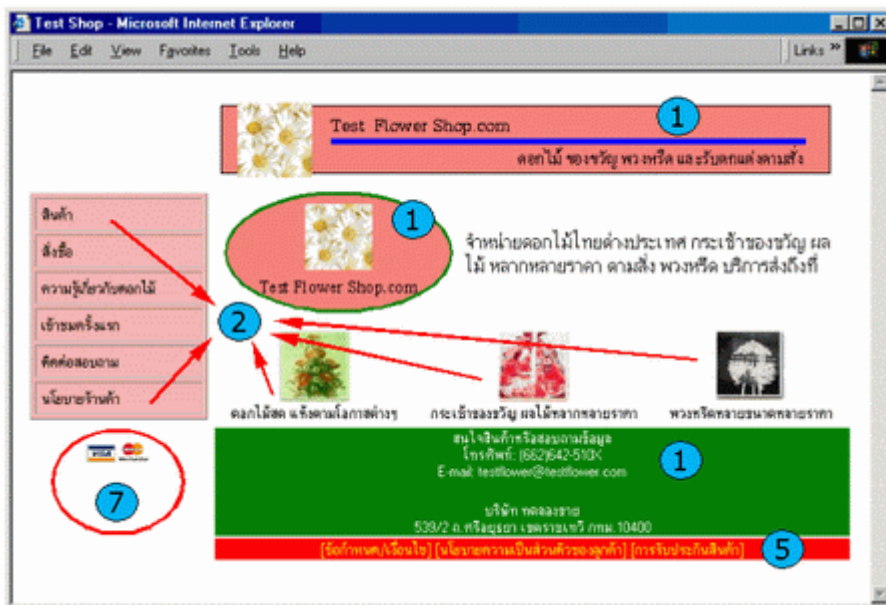 Test Shop - Microsoft Internet Explorer
File Edit View Favorites Tools Help Links »
Test Flower Shop.com
1
ดอกไม้ ของขวัญ พวงหรีด และรับตกแต่งตามสั่ง
สินค้า
สั่งซื้อ
ความรู้เกี่ยวกับดอกไม้
เข้าชมครั้งแรก
ติดต่อสอบถาม
นโยบายร้านค้า
1
Test Flower Shop.com
จำหน่ายดอกไม้ไทยต่างประเทศ กระเช้าของขวัญ ผล
ไม้ หลากหลายราคา ตามสั่ง พวงหรีด บริการส่งถึงที่
2
ดอกไม้สด แห้งตามโอกาสต่างๆ
กระเช้าของขวัญ ผลไม้หลากหลายราคา
พวงหรีดหลายขนาดหลายราคา
VISA
7
สนใจสินค้าหรือสอบถามข้อมูล
โทรศัพท์: (662)642-510X
E-mail: testflower@testflower.com
1
บริษัท ทดลองขาย
539/2 ถ.ศรีอยุธยา เขตราชเทวี กทม.10400
[ข้อกำหนด/เงื่อนไข] [นโยบายความเป็นส่วนตัวของลูกค้า] [การรับประกันสินค้า]
5